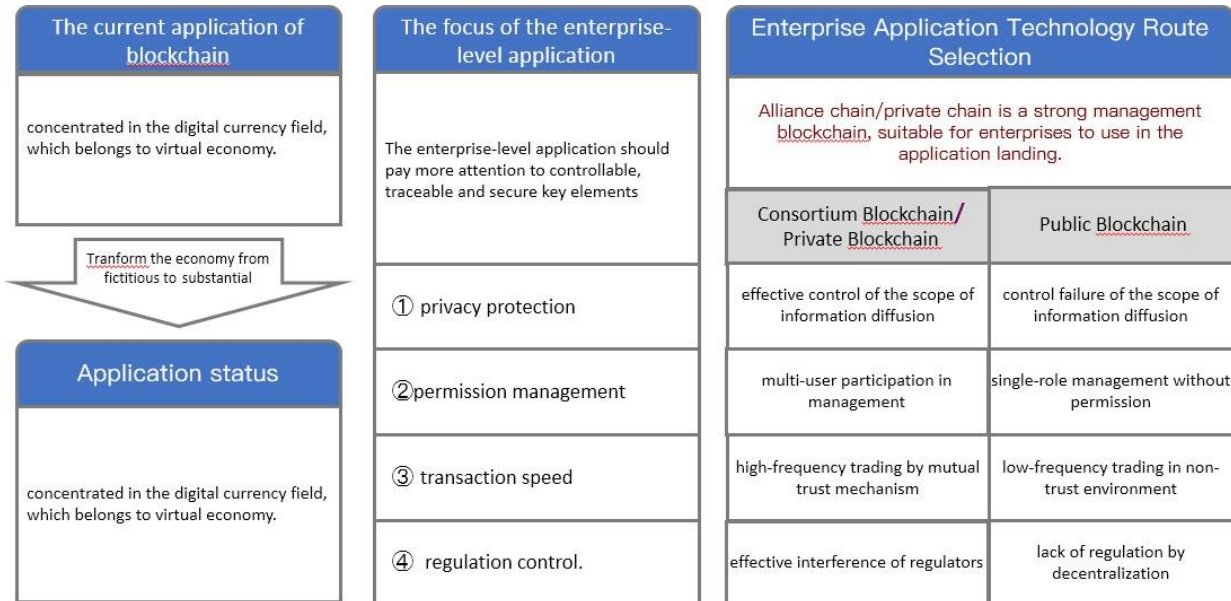 The current application of
blockchain
concentrated in the digital currency field,
which belongs to virtual economy.
Tranform the economy from
fictitious to substantial
Application status
concentrated in the digital currency field,
which belongs to virtual economy.
The focus of the enterprise-
level application
The enterprise-level application should
pay more attention to controllable,
traceable and secure key elements
① privacy protection
②permission management
③ transaction speed
④ regulation control.
Enterprise Application Technology Route
Selection
Alliance chain/private chain is a strong management
blockchain, suitable for enterprises to use in the
application landing.
Consortium Blockchain/
Private Blockchain
Public Blockchain
effective control of the scope of
information diffusion
control failure of the scope of
information diffusion
multi-user participation in
management
single-role management without
permission
high-frequency trading by mutual
trust mechanism
low-frequency trading in non-
trust environment
effective interference of regulators
lack of regulation by
decentralization